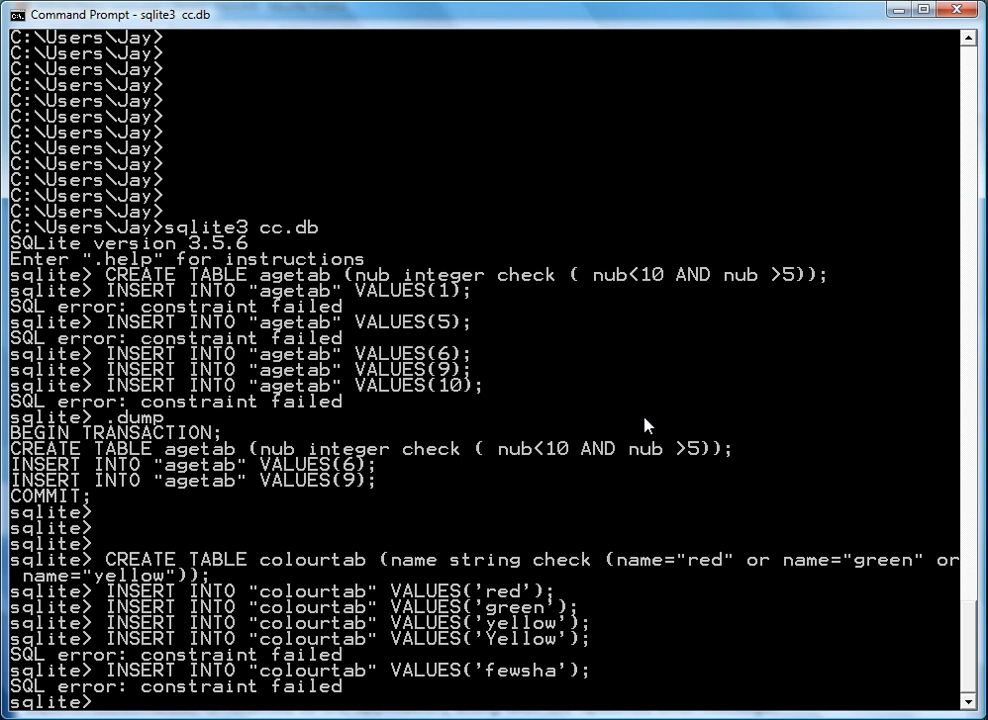 Command Prompt - sqlite3 cc.db
C:\Users\Jay>
C:\Users\Jay>
C:\Users\Jay>
C:\Users\Jay>
C:\Users\Jay>
C:\Users\Jay>
C:\Users\Jay>
C:\Users\Jay>
C:\Users\Jay>
C:\Users\Jay>
C:\Users\Jay>
C:\Users\Jay>
C:\Users\Jay>sqlite3 cc.db
SQLite version 3.5.6
Enter ".help" for instructions
sqlite> CREATE TABLE agetab (nub integer check ( nub<10 AND nub >5));
sqlite> INSERT INTO "agetab" VALUES(1);
SQL error: constraint failed
sqlite> INSERT INTO "agetab" VALUES(5);
SQL error: constraint failed
sqlite> INSERT INTO "agetab" VALUES(6);
sqlite> INSERT INTO "agetab" VALUES(9);
sqlite> INSERT INTO "agetab" VALUES(10);
SQL error: constraint failed
sqlite> .dump
BEGIN TRANSACTION;
CREATE TABLE agetab (nub integer check ( nub<10 AND nub >5));
INSERT INTO "agetab" VALUES(6);
INSERT INTO "agetab" VALUES(9);
COMMIT;
sqlite>
sqlite>
sqlite>
sqlite> CREATE TABLE colourtab (name string check (name="red" or name="green" or
name="yellow"));
sqlite> INSERT INTO "colourtab" VALUES('red');
sqlite> INSERT INTO "colourtab" VALUES('green');
sqlite> INSERT INTO "colourtab" VALUES('yellow');
sqlite> INSERT INTO "colourtab" VALUES('Yellow');
SQL error: constraint failed
sqlite> INSERT INTO "colourtab" VALUES('fewsha');
SQL error: constraint failed
sqlite>